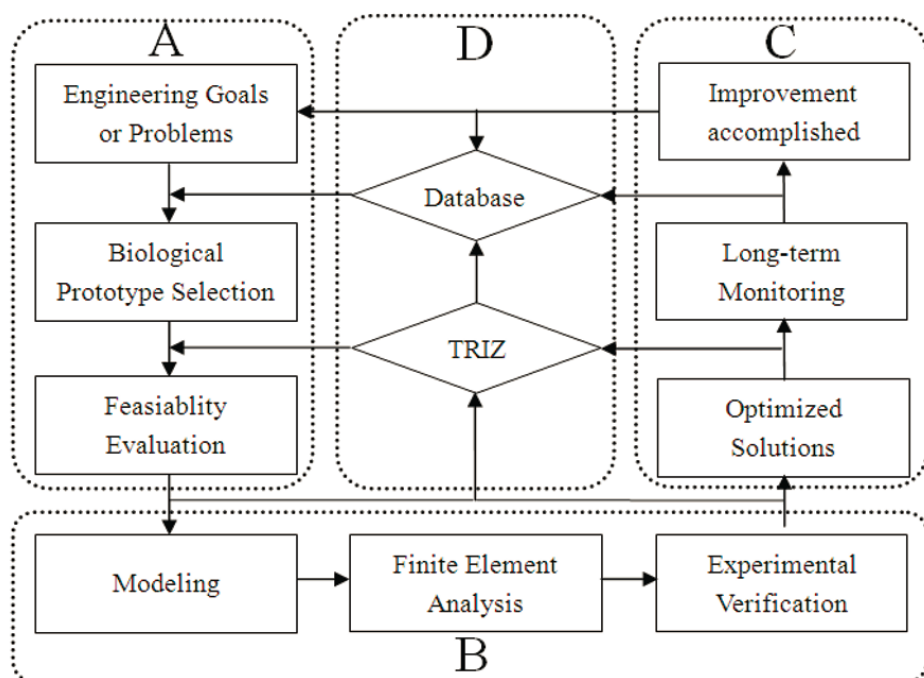 A
D
C
Engineering Goals
or Problems
Improvement
accomplished
Database
Biological
Prototype Selection
Long-term
Monitoring
TRIZ
Feasiablity
Evaluation
Optimized
Solutions
Modeling
Finite Element
Analysis
Experimental
Verification
B